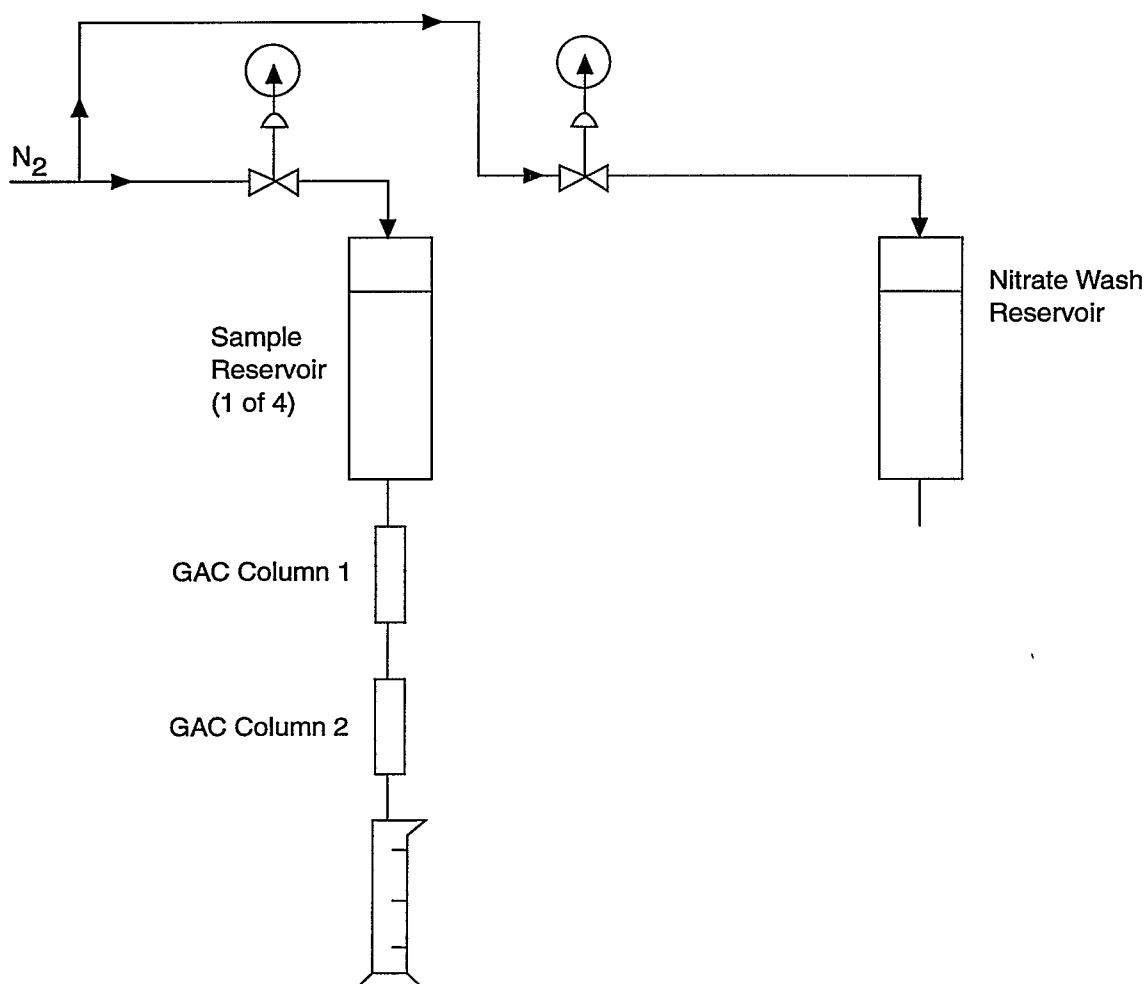 N2
Nitrate Wash
Reservoir
Sample
Reservoir
(1 of 4)
GAC Column 1
GAC Column 2